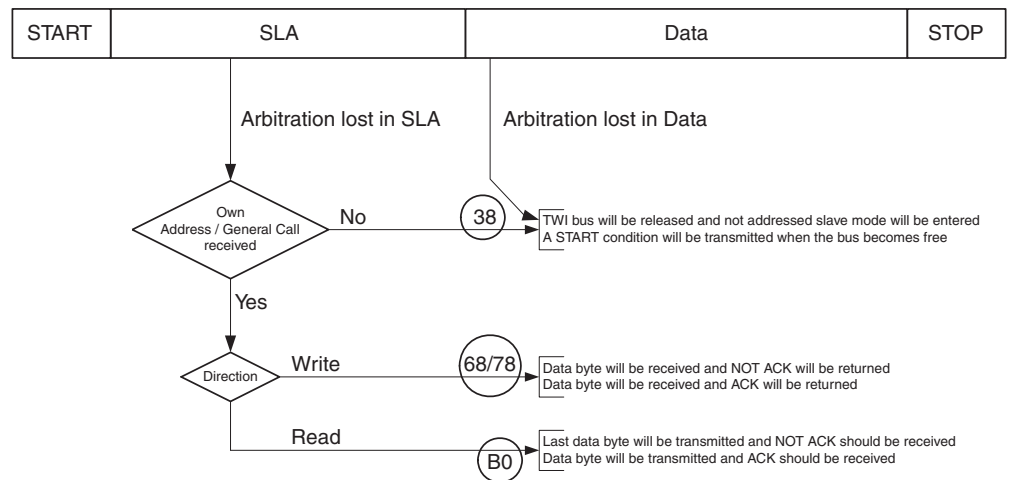 START SLA Data STOP
Arbitration lost in SLA Arbitration lost in Data
Own
Address / General Call
received
No
38
TWI bus will be released and not addressed slave mode will be entered
A START condition will be transmitted when the bus becomes free
Yes
Direction
Write
68/78
Data byte will be received and NOT ACK will be returned
Data byte will be received and ACK will be returned
Read
B0
Last data byte will be transmitted and NOT ACK should be received
Data byte will be transmitted and ACK should be received